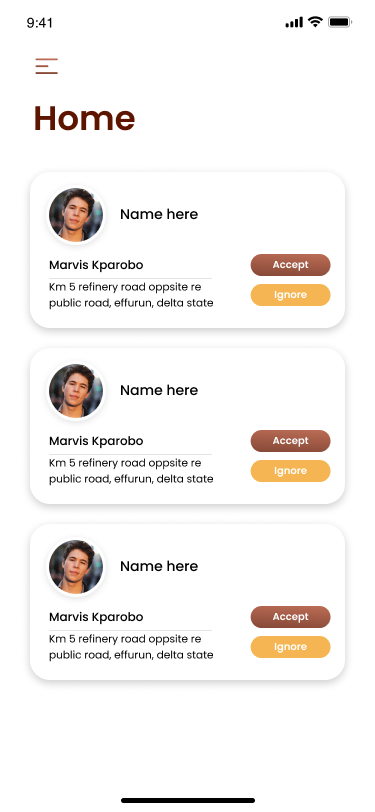 9:41
Home
Name here
Marvis Kparobo
Accept
Km 5 refinery road oppsite re
public road, effurun, delta state
Ignore
Name here
Marvis Kparobo
Accept
Km 5 refinery road oppsite re
public road, effurun, delta state
Ignore
Name here
Marvis Kparobo
Accept
Km 5 refinery road oppsite re
public road, effurun, delta state
Ignore